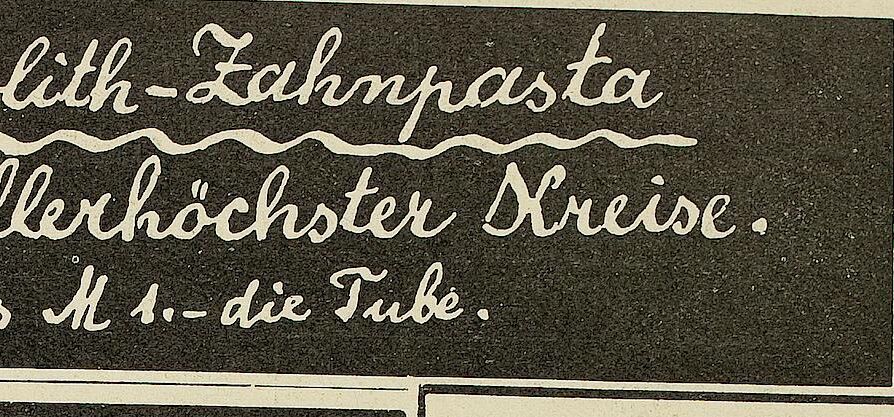 lith-Zahnpasta
llerhöchster Kreise.
s M 1.- die Tube.